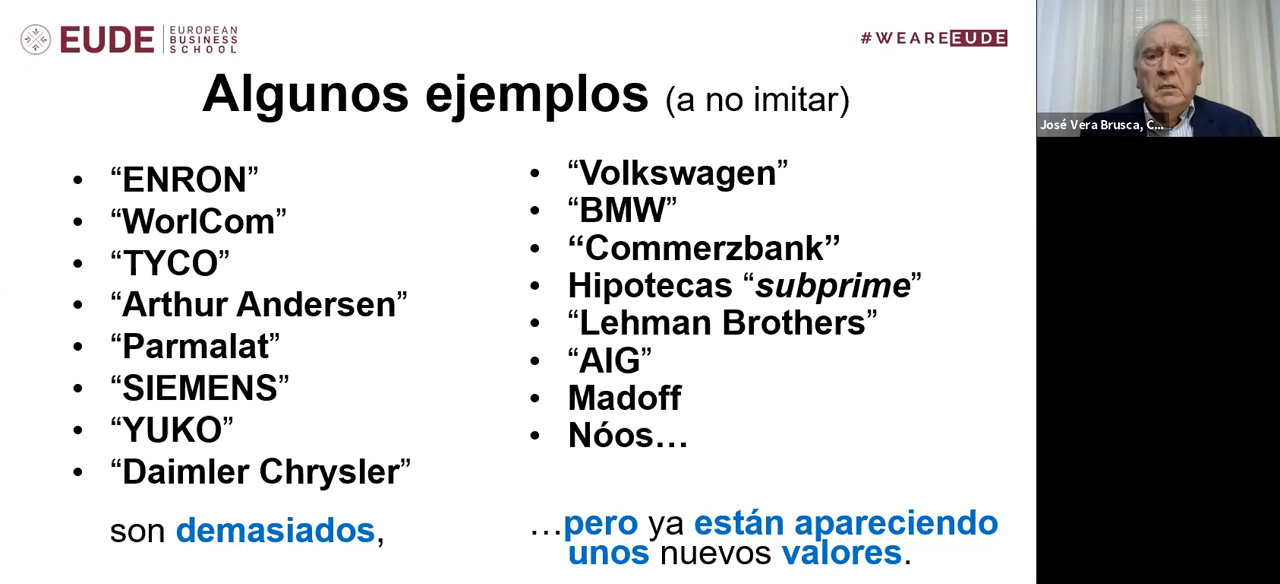 EUDE
EUROPEAN
BUSINESS
SCHOOL
#WEAREEUDE
Algunos ejemplos (a no imitar)
• “ENRON”
• “WorlCom”
• “TYCO”
• “Arthur Andersen”
• “Parmalat”
• “SIEMENS”
• “YUKO”
• “Daimler Chrysler”
son demasiados,
• “Volkswagen”
• “BMW”
• “Commerzbank”
• Hipotecas “subprime”
• “Lehman Brothers”
• “AIG”
• Madoff
• Nóos…
…pero ya están apareciendo
unos nuevos valores.
José Vera Brusca, C...